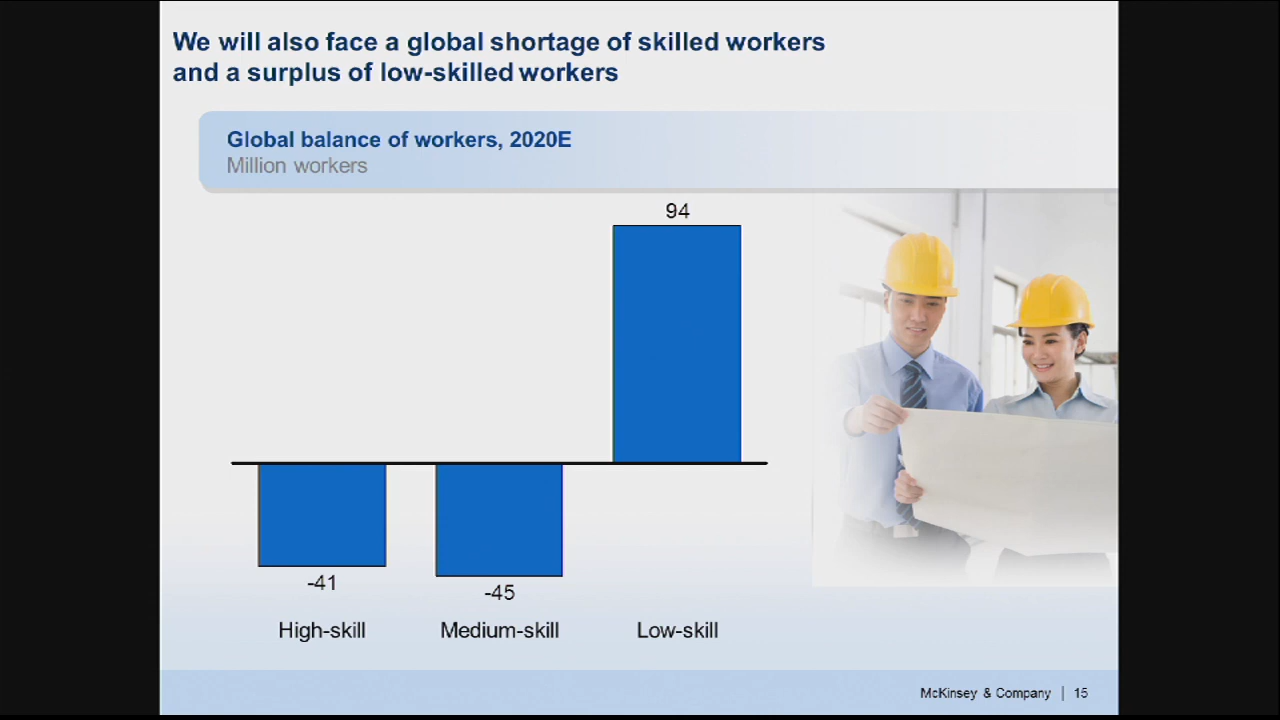 We will also face a global shortage of skilled workers
and a surplus of low-skilled workers
Global balance of workers, 2020E
Million workers
94
-41
-45
High-skill
Medium-skill
Low-skill
McKinsey & Company | 15